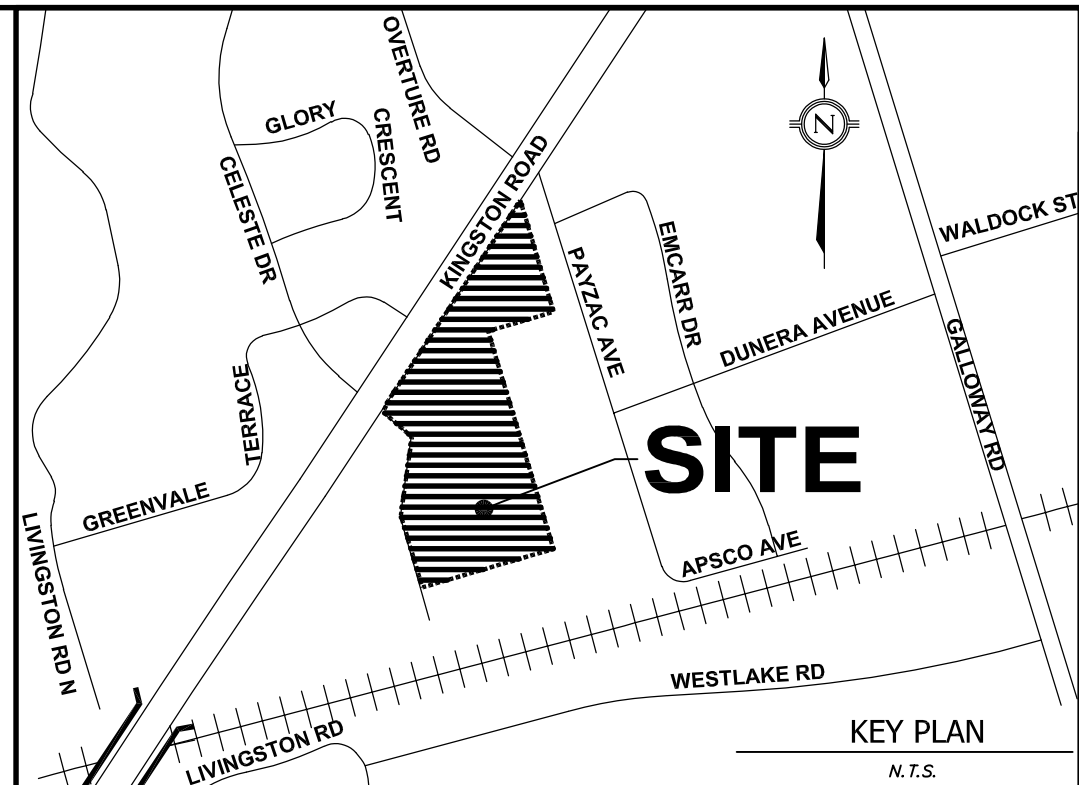 OVERTURE RD
GLORY
CRESCENT
CELESTE DR
KINGSTON ROAD
N
WALDOCK ST
EMCARR DR
PAYZAC AVE
DUNERA AVENUE
GALLOWAY RD
TERRACE
SITE
GREENVALE
LIVINGSTON RD N
APSCO AVE
WESTLAKE RD
LIVINGSTON RD
KEY PLAN
N.T.S.